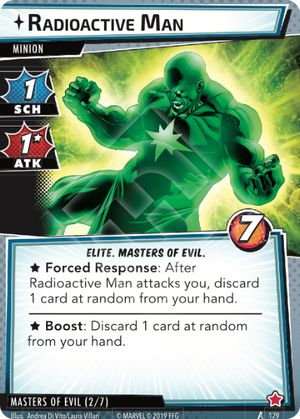 RADIOACTIVE MAN
MINION
1
SCH
1
ATK
7
ELITE. MASTERS OF EVIL.
Forced Response: After
Radioactive Man attacks you, discard
1 card at random from your hand.
Boost: Discard 1 card at random
from your hand.
MASTERS OF EVIL (2/7)
Illus. Andrea Di Vito/Laura Villari © MARVEL © 2019 FFG 129